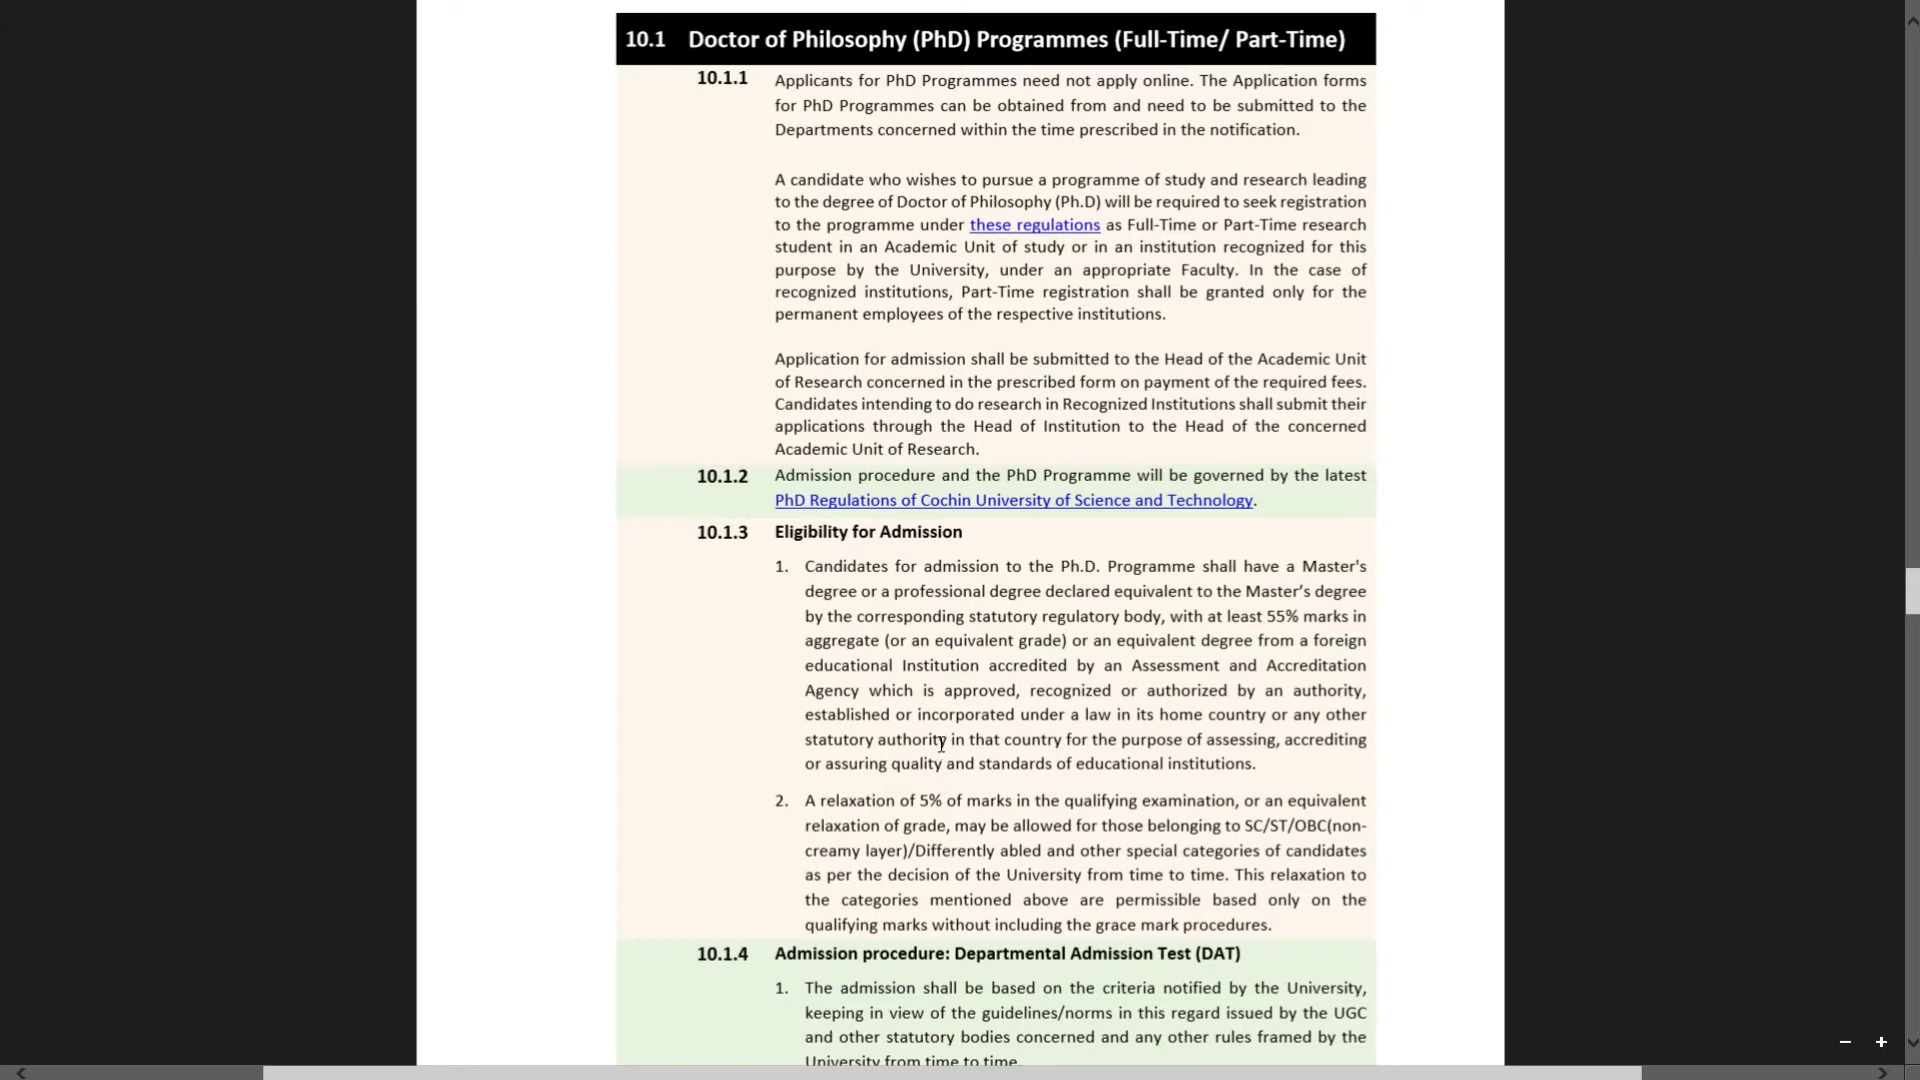 10.1 Doctor of Philosophy (PhD) Programmes (Full-Time/ Part-Time)
10.1.1 Applicants for PhD Programmes need not apply online. The Application forms
for PhD Programmes can be obtained from and need to be submitted to the
Departments concerned within the time prescribed in the notification.
A candidate who wishes to pursue a programme of study and research leading
to the degree of Doctor of Philosophy (Ph.D) will be required to seek registration
to the programme under these regulations as Full-Time or Part-Time research
student in an Academic Unit of study or in an institution recognized for this
purpose by the University, under an appropriate Faculty. In the case of
recognized institutions, Part-Time registration shall be granted only for the
permanent employees of the respective institutions.
Application for admission shall be submitted to the Head of the Academic Unit
of Research concerned in the prescribed form on payment of the required fees.
Candidates intending to do research in Recognized Institutions shall submit their
applications through the Head of Institution to the Head of the concerned
Academic Unit of Research.
10.1.2 Admission procedure and the PhD Programme will be governed by the latest
PhD Regulations of Cochin University of Science and Technology.
10.1.3 Eligibility for Admission
1. Candidates for admission to the Ph.D. Programme shall have a Master's
degree or a professional degree declared equivalent to the Master’s degree
by the corresponding statutory regulatory body, with at least 55% marks in
aggregate (or an equivalent grade) or an equivalent degree from a foreign
educational Institution accredited by an Assessment and Accreditation
Agency which is approved, recognized or authorized by an authority,
established or incorporated under a law in its home country or any other
statutory authority in that country for the purpose of assessing, accrediting
or assuring quality and standards of educational institutions.
2. A relaxation of 5% of marks in the qualifying examination, or an equivalent
relaxation of grade, may be allowed for those belonging to SC/ST/OBC(non-
creamy layer)/Differently abled and other special categories of candidates
as per the decision of the University from time to time. This relaxation to
the categories mentioned above are permissible based only on the
qualifying marks without including the grace mark procedures.
10.1.4 Admission procedure: Departmental Admission Test (DAT)
1. The admission shall be based on the criteria notified by the University,
keeping in view of the guidelines/norms in this regard issued by the UGC
and other statutory bodies concerned and any other rules framed by the
University from time to time.